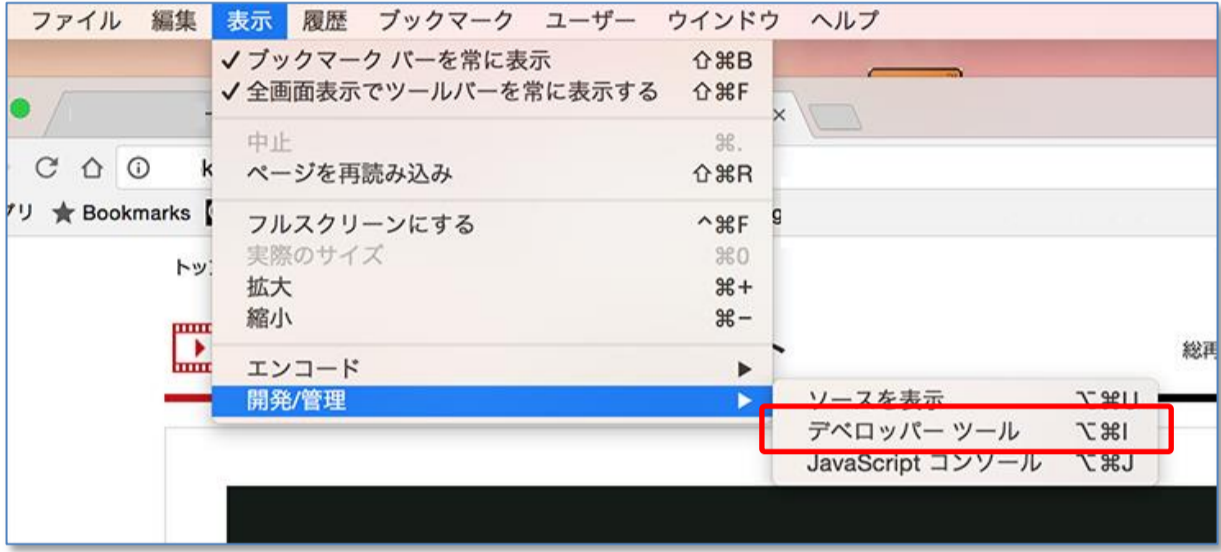 ファイル 編集 表示 履歴 ブックマーク ユーザー ウインドウ ヘルプ
✓ ブックマーク バーを常に表示 ⇧⌘B
✓ 全画面表示でツールバーを常に表示する ⇧⌘F
中止 ⌘.
ページを再読み込み ⇧⌘R
Bookmarks
フルスクリーンにする ^⌘F
実際のサイズ ⌘0
拡大 ⌘+
縮小 ⌘−
エンコード ▶
開発/管理 ▶
ソースを表示 ⌥⌘U
デベロッパー ツール ⌥⌘I
JavaScript コンソール ⌥⌘J